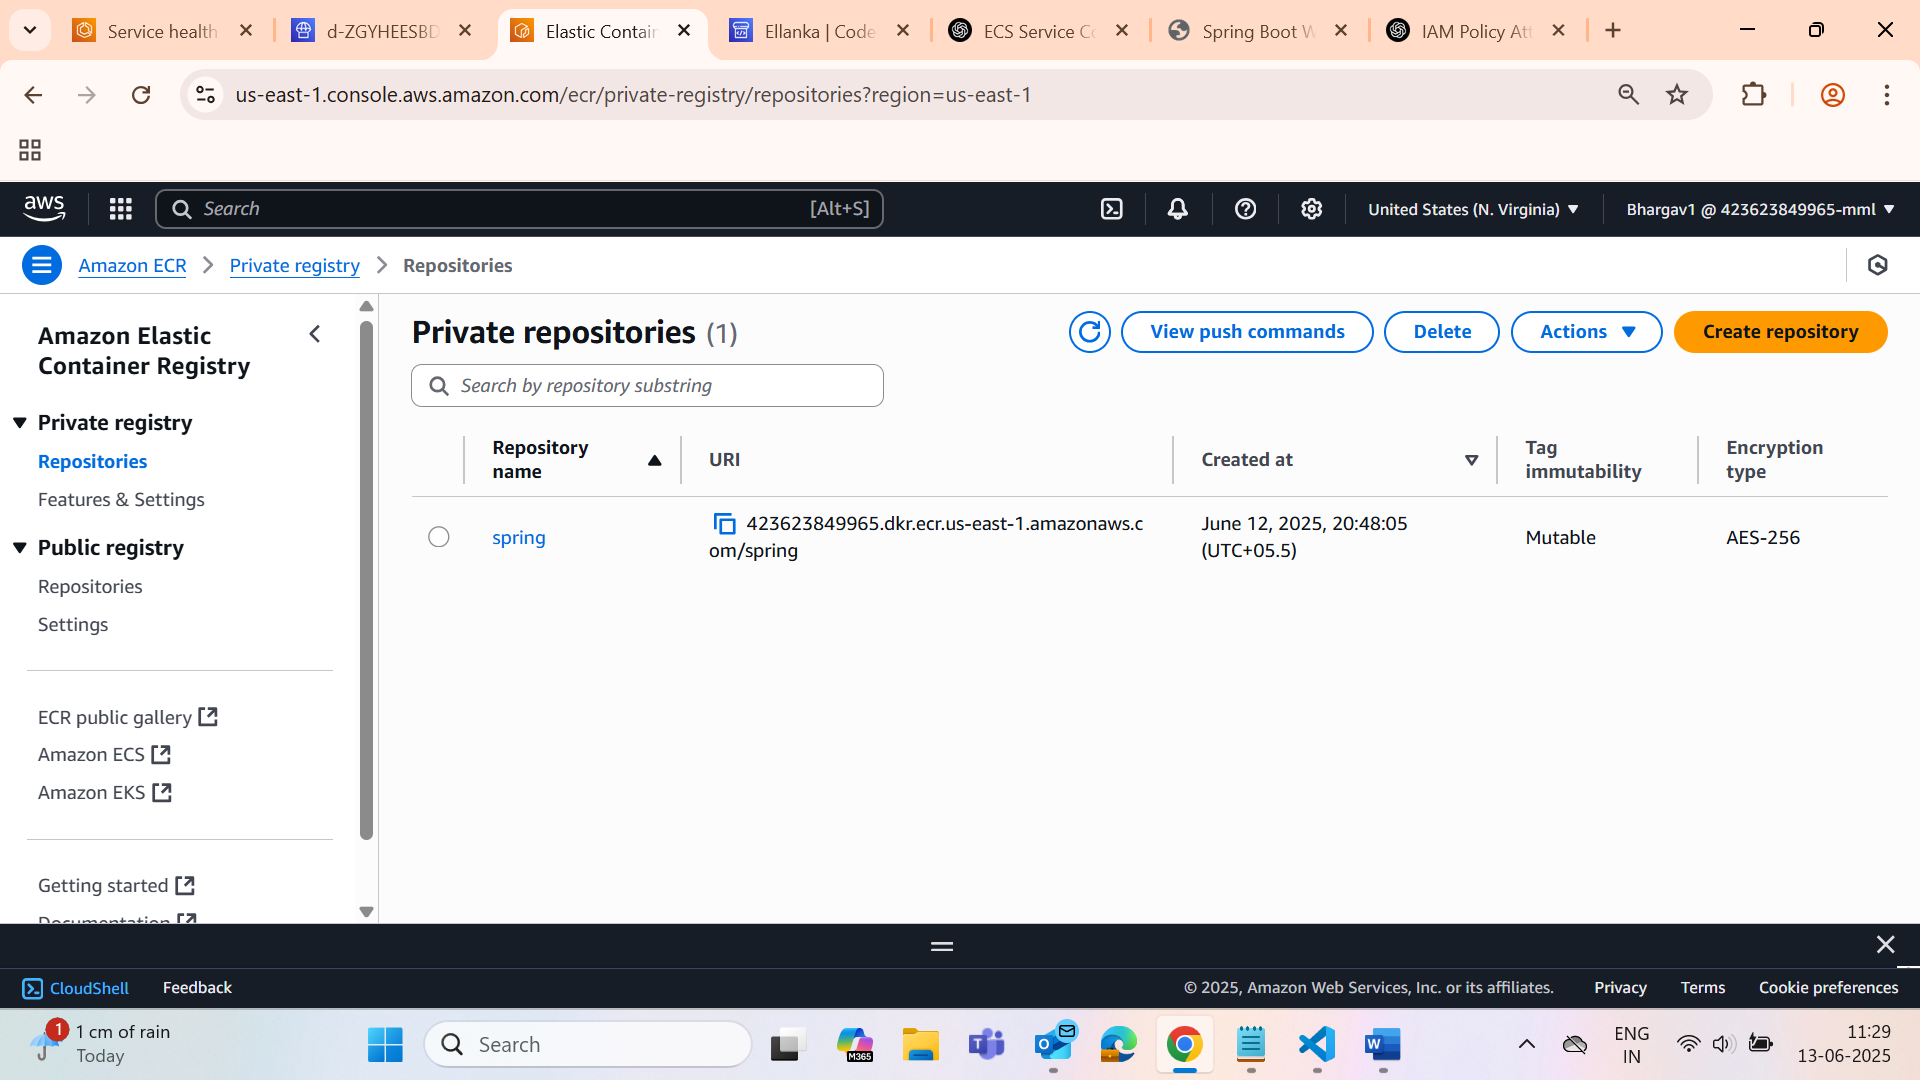 Service health
d-ZGYHEESBD
Elastic Contain
Ellanka | Code
ECS Service Co
Spring Boot W
IAM Policy Att
us-east-1.console.aws.amazon.com/ecr/private-registry/repositories?region=us-east-1
aws
Search
[Alt+S]
United States (N. Virginia)
Bhargav1 @ 423623849965-mml
Amazon ECR
Private registry
Repositories
Amazon Elastic
Container Registry
Private registry
Repositories
Features & Settings
Public registry
Repositories
Settings
ECR public gallery
Amazon ECS
Amazon EKS
Getting started
Documentation
Private repositories (1)
View push commands
Delete
Actions
Create repository
Search by repository substring
Repository
name
URI
Created at
Tag
immutability
Encryption
type
spring
423623849965.dkr.ecr.us-east-1.amazonaws.c
om/spring
June 12, 2025, 20:48:05
(UTC+05.5)
Mutable
AES-256
CloudShell
Feedback
© 2025, Amazon Web Services, Inc. or its affiliates.
Privacy
Terms
Cookie preferences
1
1 cm of rain
Today
Search
M365
ENG
IN
11:29
13-06-2025